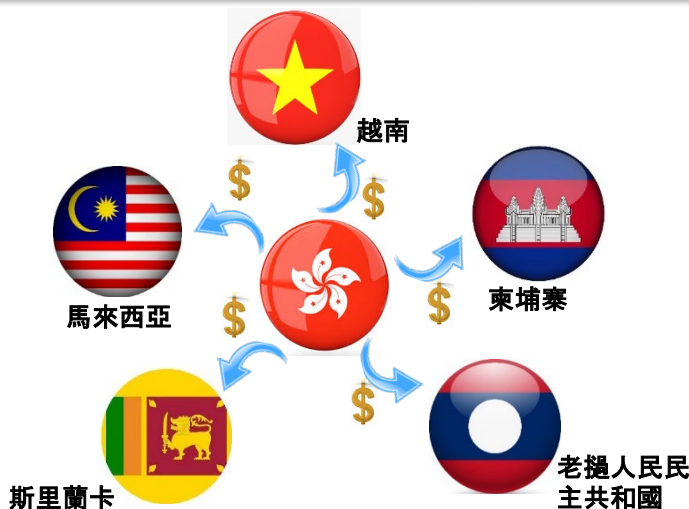 越南
馬來西亞
柬埔寨
斯里蘭卡
老撾人民民
主共和國